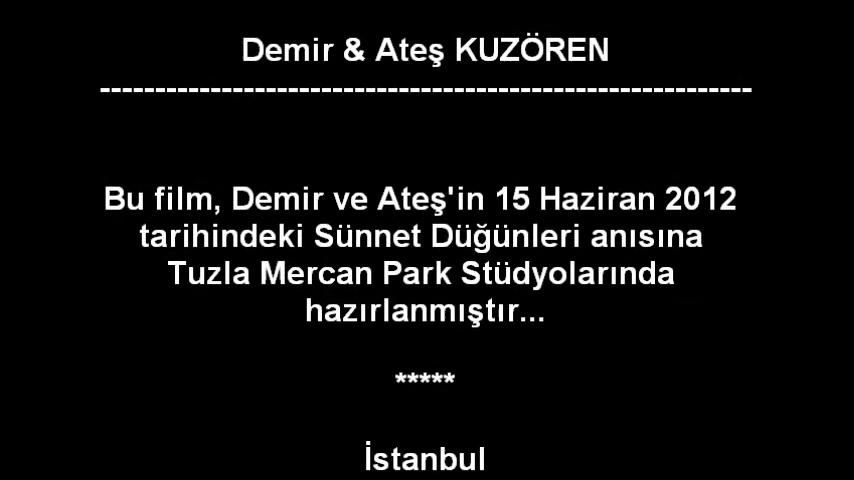 Demir & Ateş KUZÖREN
-----------------------------------------------------------
Bu film, Demir ve Ateş'in 15 Haziran 2012
tarihindeki Sünnet Düğünleri anısına
Tuzla Mercan Park Stüdyolarında
hazırlanmıştır...
*****
İstanbul